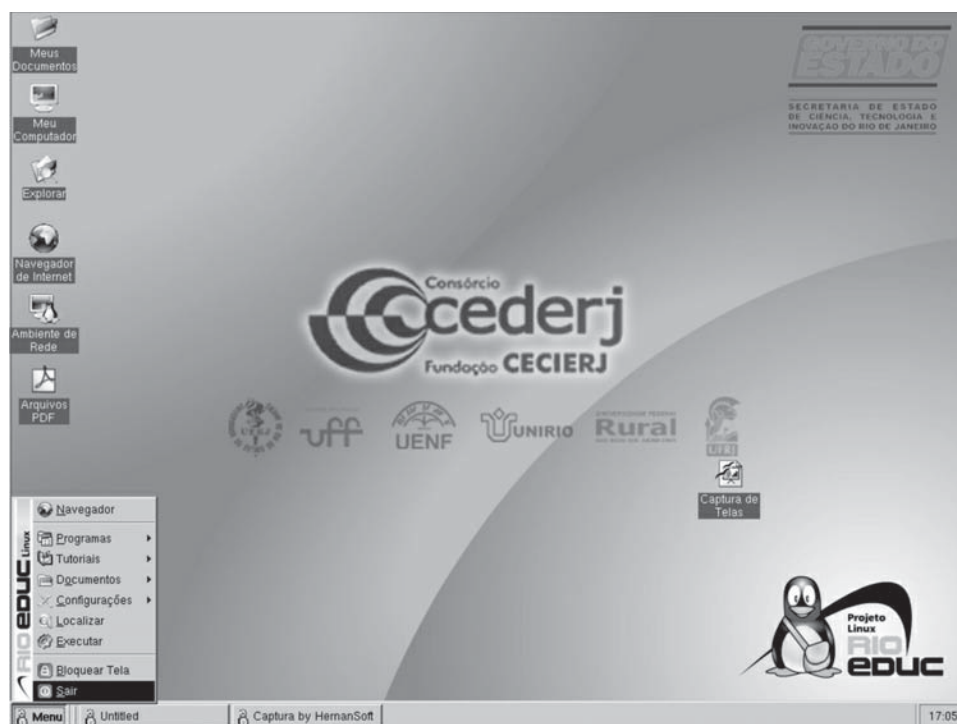 Meus
Documentos
GOVERNO DO
ESTADO
SECRETARIA DE ESTADO
DE CIÊNCIA, TECNOLOGIA E
INOVAÇÃO DO RIO DE JANEIRO
Meu
Computador
Explorar
Navegador
de Internet
Ambiente de
Rede
Arquivos
PDF
Consórcio
cederj
Fundação CECIERJ
uff
UENF
UNIRIO
Rural
Captura de
Telas
RIO EDUC Linux
Navegador
Programas
Tutoriais
Documentos
Configurações
Localizar
Executar
Bloquear Tela
Sair
Projeto
Linux
RIO
EDUC
Menu
Untitled
Captura by HernanSoft
17:05